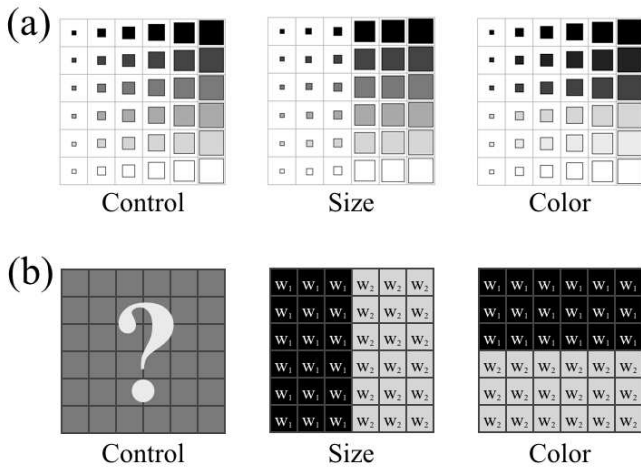 (a)
Control Size Color
(b)
?
W₁ W₁ W₁ W₂ W₂ W₂ W₁ W₁ W₁ W₁ W₁ W₁
W₁ W₁ W₁ W₂ W₂ W₂ W₁ W₁ W₁ W₁ W₁ W₁
W₁ W₁ W₁ W₂ W₂ W₂ W₁ W₁ W₁ W₁ W₁ W₁
W₁ W₁ W₁ W₂ W₂ W₂ W₂ W₂ W₂ W₂ W₂ W₂
W₁ W₁ W₁ W₂ W₂ W₂ W₂ W₂ W₂ W₂ W₂ W₂
W₁ W₁ W₁ W₂ W₂ W₂ W₂ W₂ W₂ W₂ W₂ W₂
Control Size Color